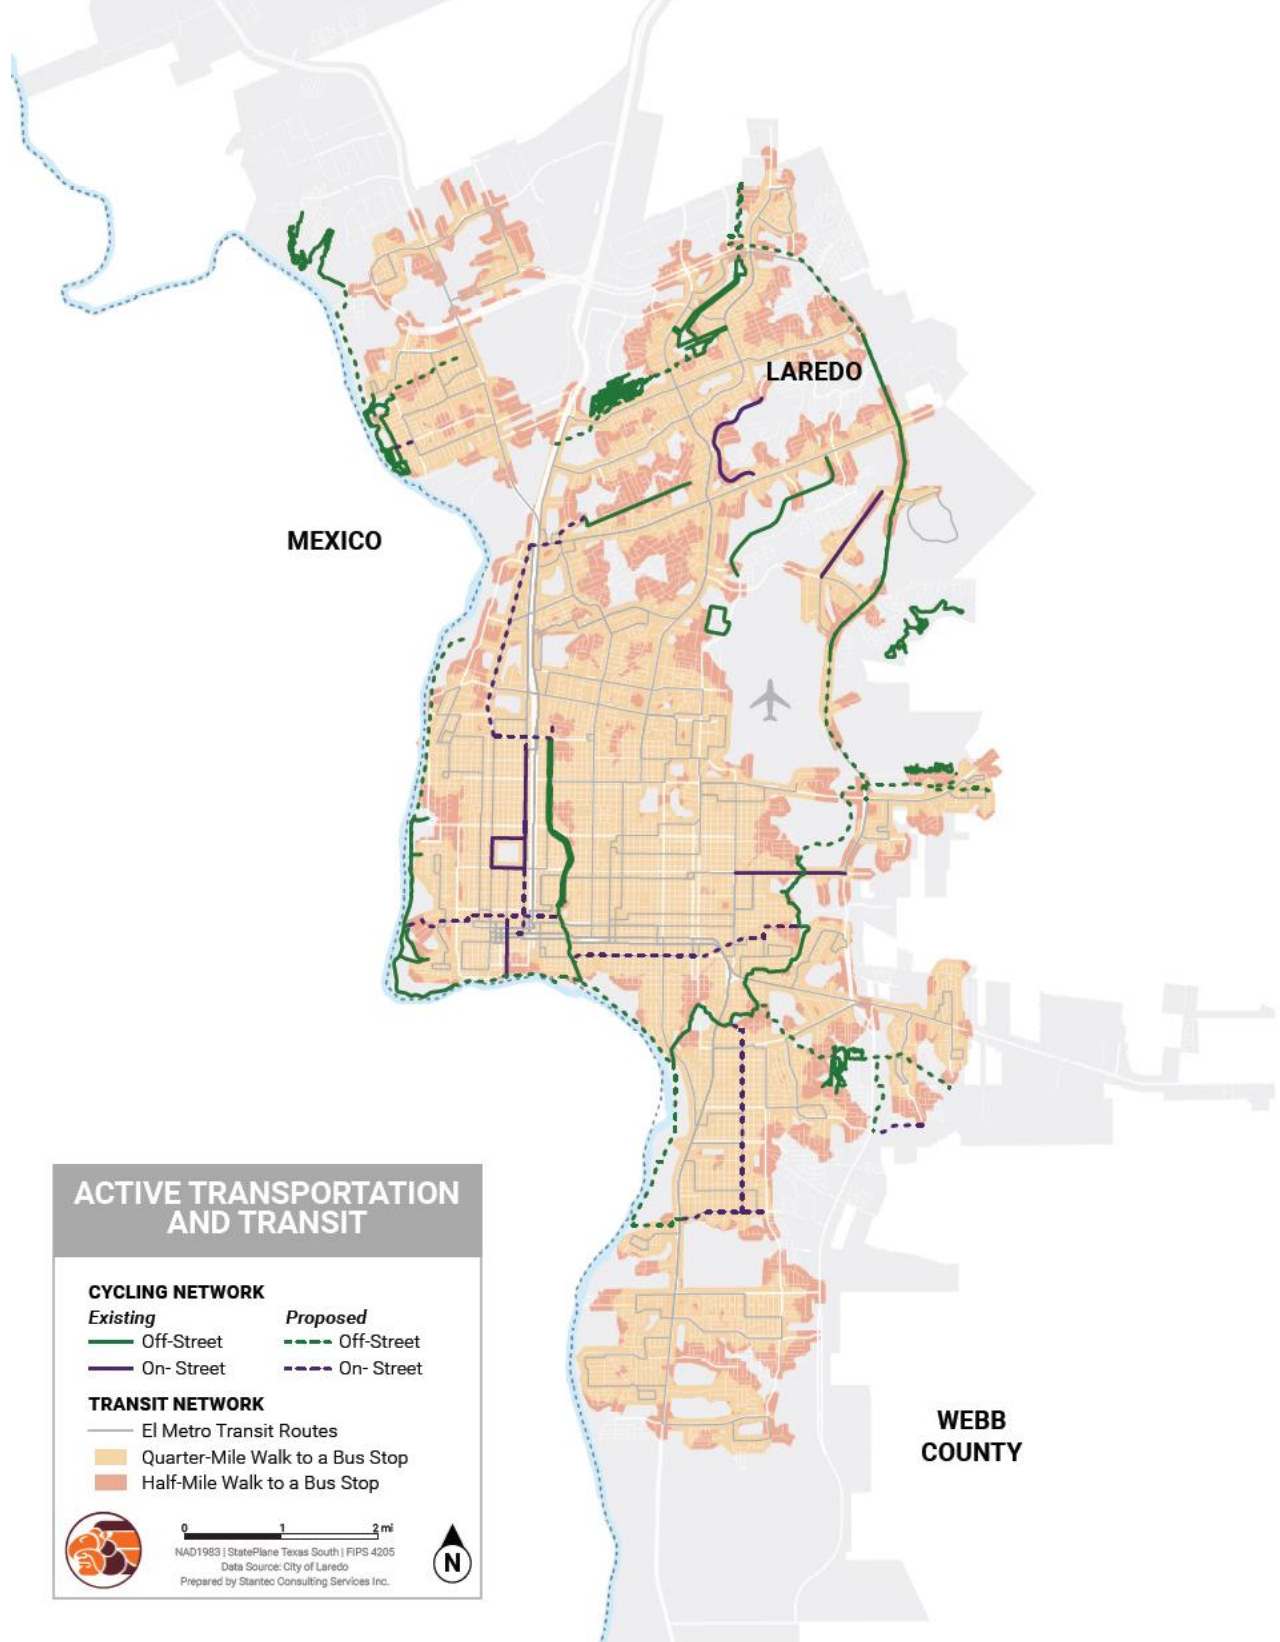 LAREDO
MEXICO
ACTIVE TRANSPORTATION
AND TRANSIT
CYCLING NETWORK
Existing Proposed
Off-Street Off-Street
On- Street On- Street
TRANSIT NETWORK
El Metro Transit Routes
Quarter-Mile Walk to a Bus Stop
Half-Mile Walk to a Bus Stop
0 1 2 mi
NAD1983 | StatePlane Texas South | FIPS 4205
Data Source: City of Laredo
Prepared by Stantec Consulting Services Inc.
N
WEBB
COUNTY